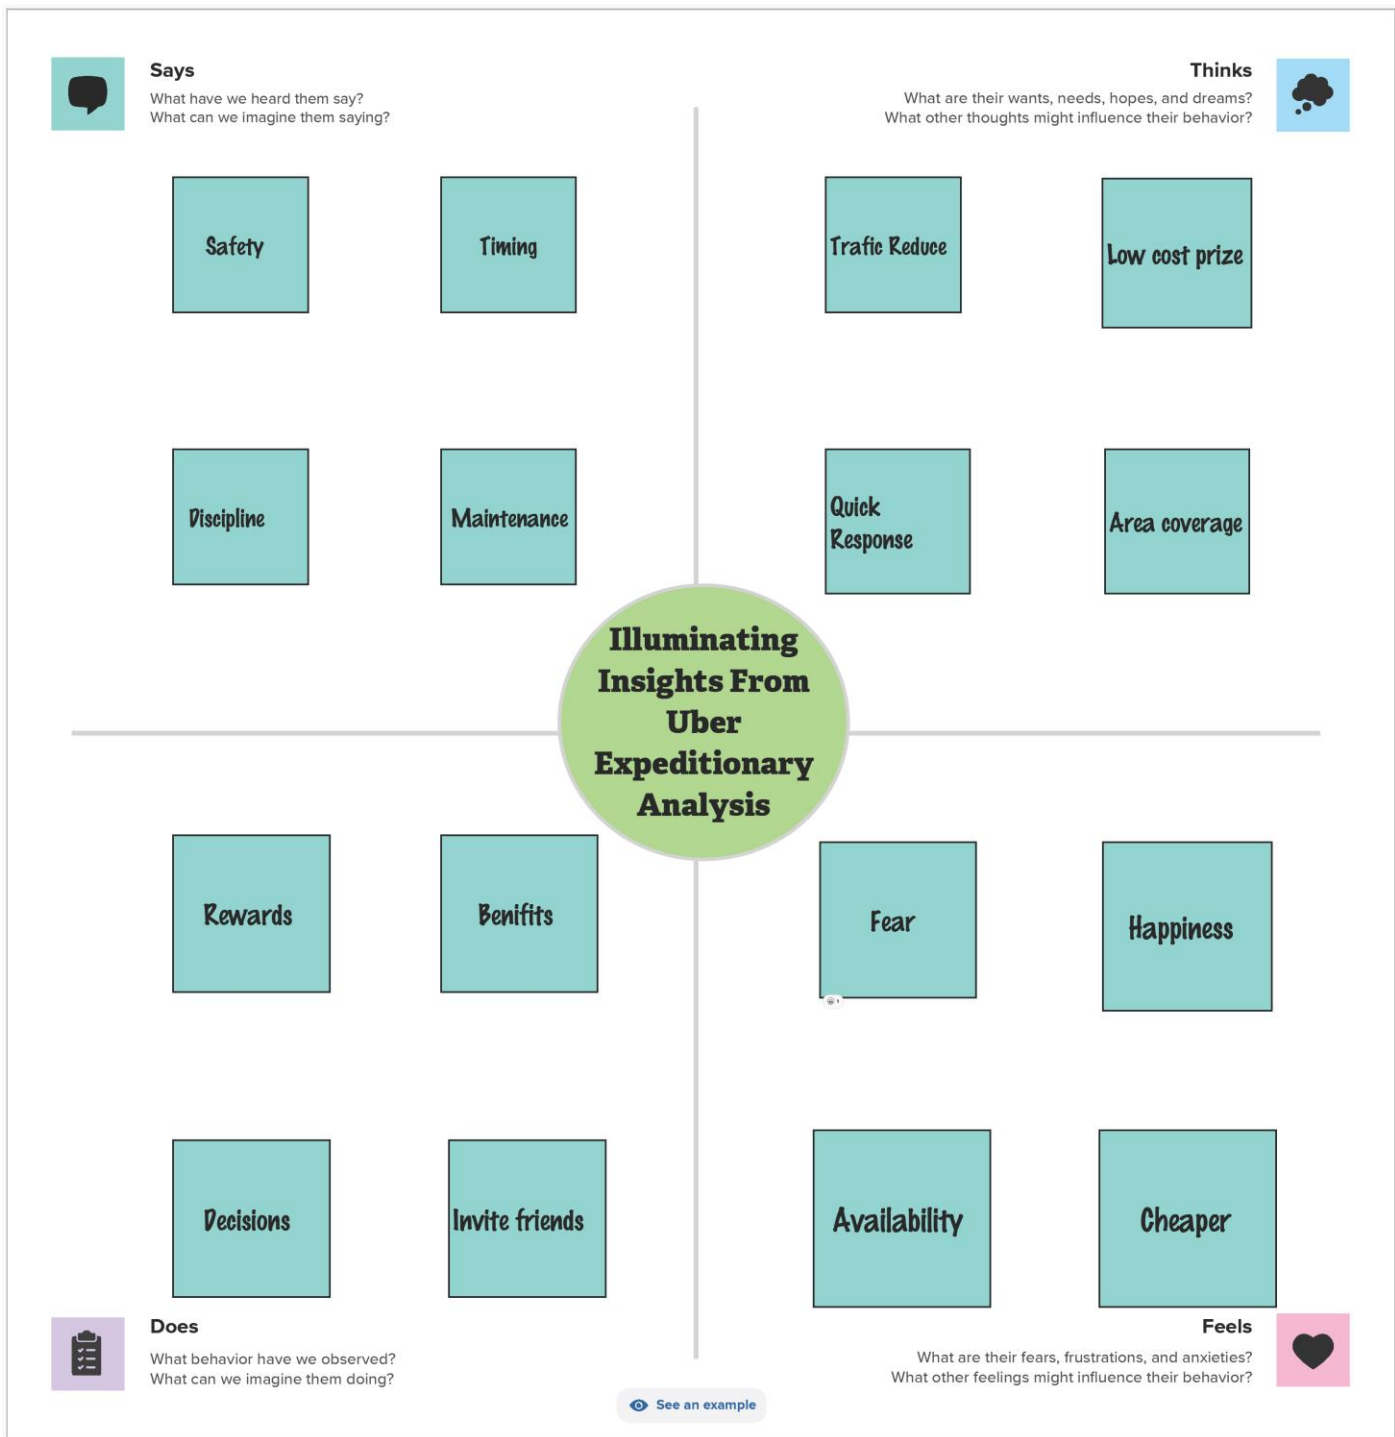 Says
What have we heard them say?
What can we imagine them saying?
Thinks
What are their wants, needs, hopes, and dreams?
What other thoughts might influence their behavior?
Safety
Timing
Trafic Reduce
Low cost prize
Discipline
Maintenance
Quick
Response
Area coverage
Illuminating
Insights From
Uber
Expeditionary
Analysis
Rewards
Benifits
Fear
1
Happiness
Decisions
Invite friends
Availability
Cheaper
Does
What behavior have we observed?
What can we imagine them doing?
Feels
What are their fears, frustrations, and anxieties?
What other feelings might influence their behavior?
See an example